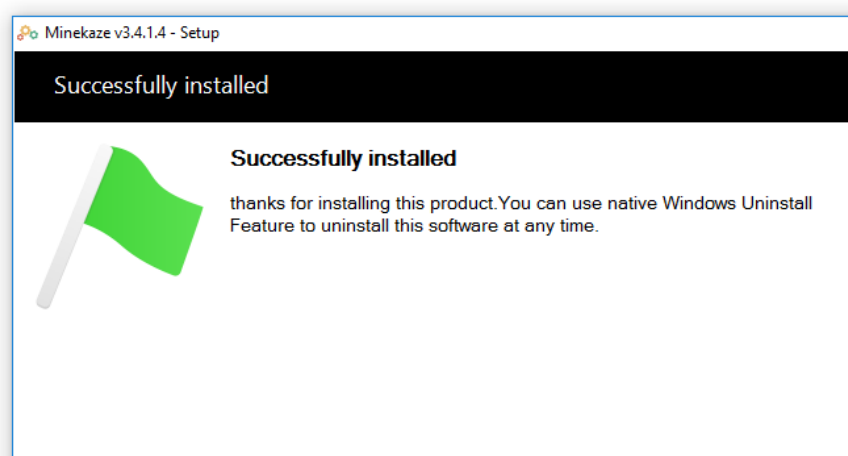 Minekaze v3.4.1.4 - Setup
Successfully installed
Successfully installed
thanks for installing this product.You can use native Windows Uninstall
Feature to uninstall this software at any time.